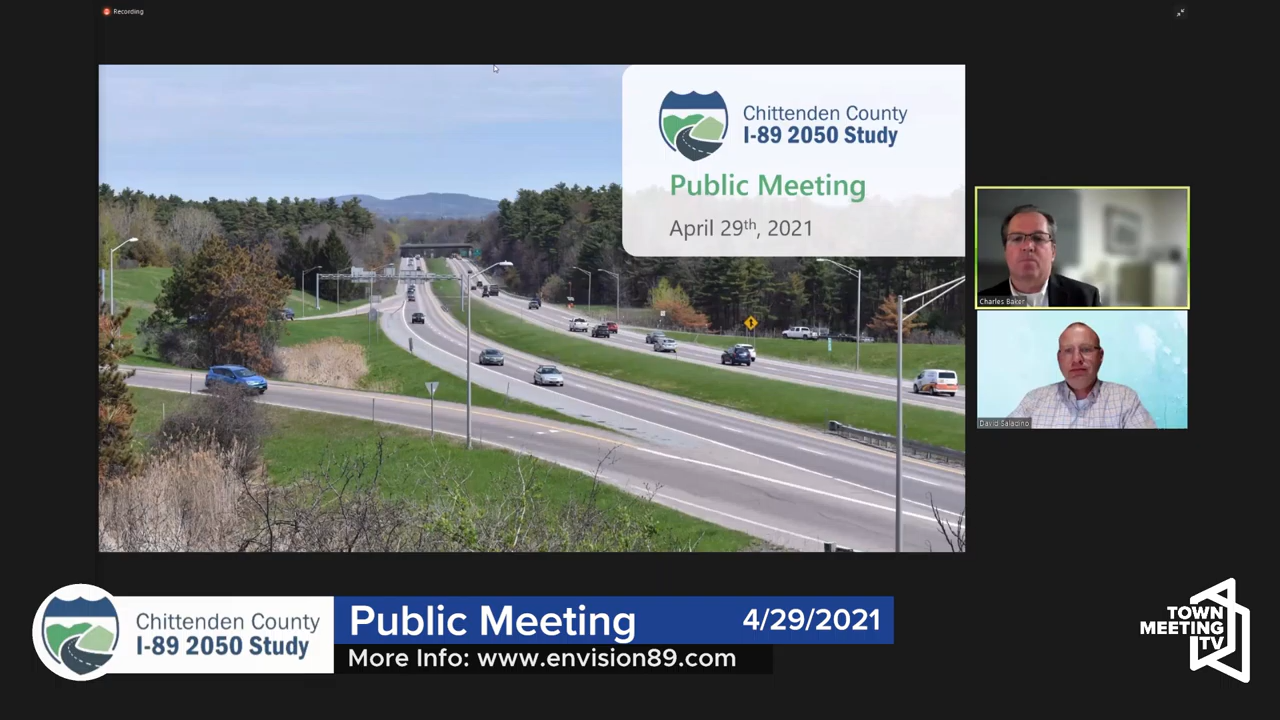 Recording
Chittenden County
I-89 2050 Study
Public Meeting
April 29th, 2021
Charles Baker
David Saladino
Chittenden County
I-89 2050 Study
Public Meeting
4/29/2021
More Info: www.envision89.com
TOWN
MEETING
TV